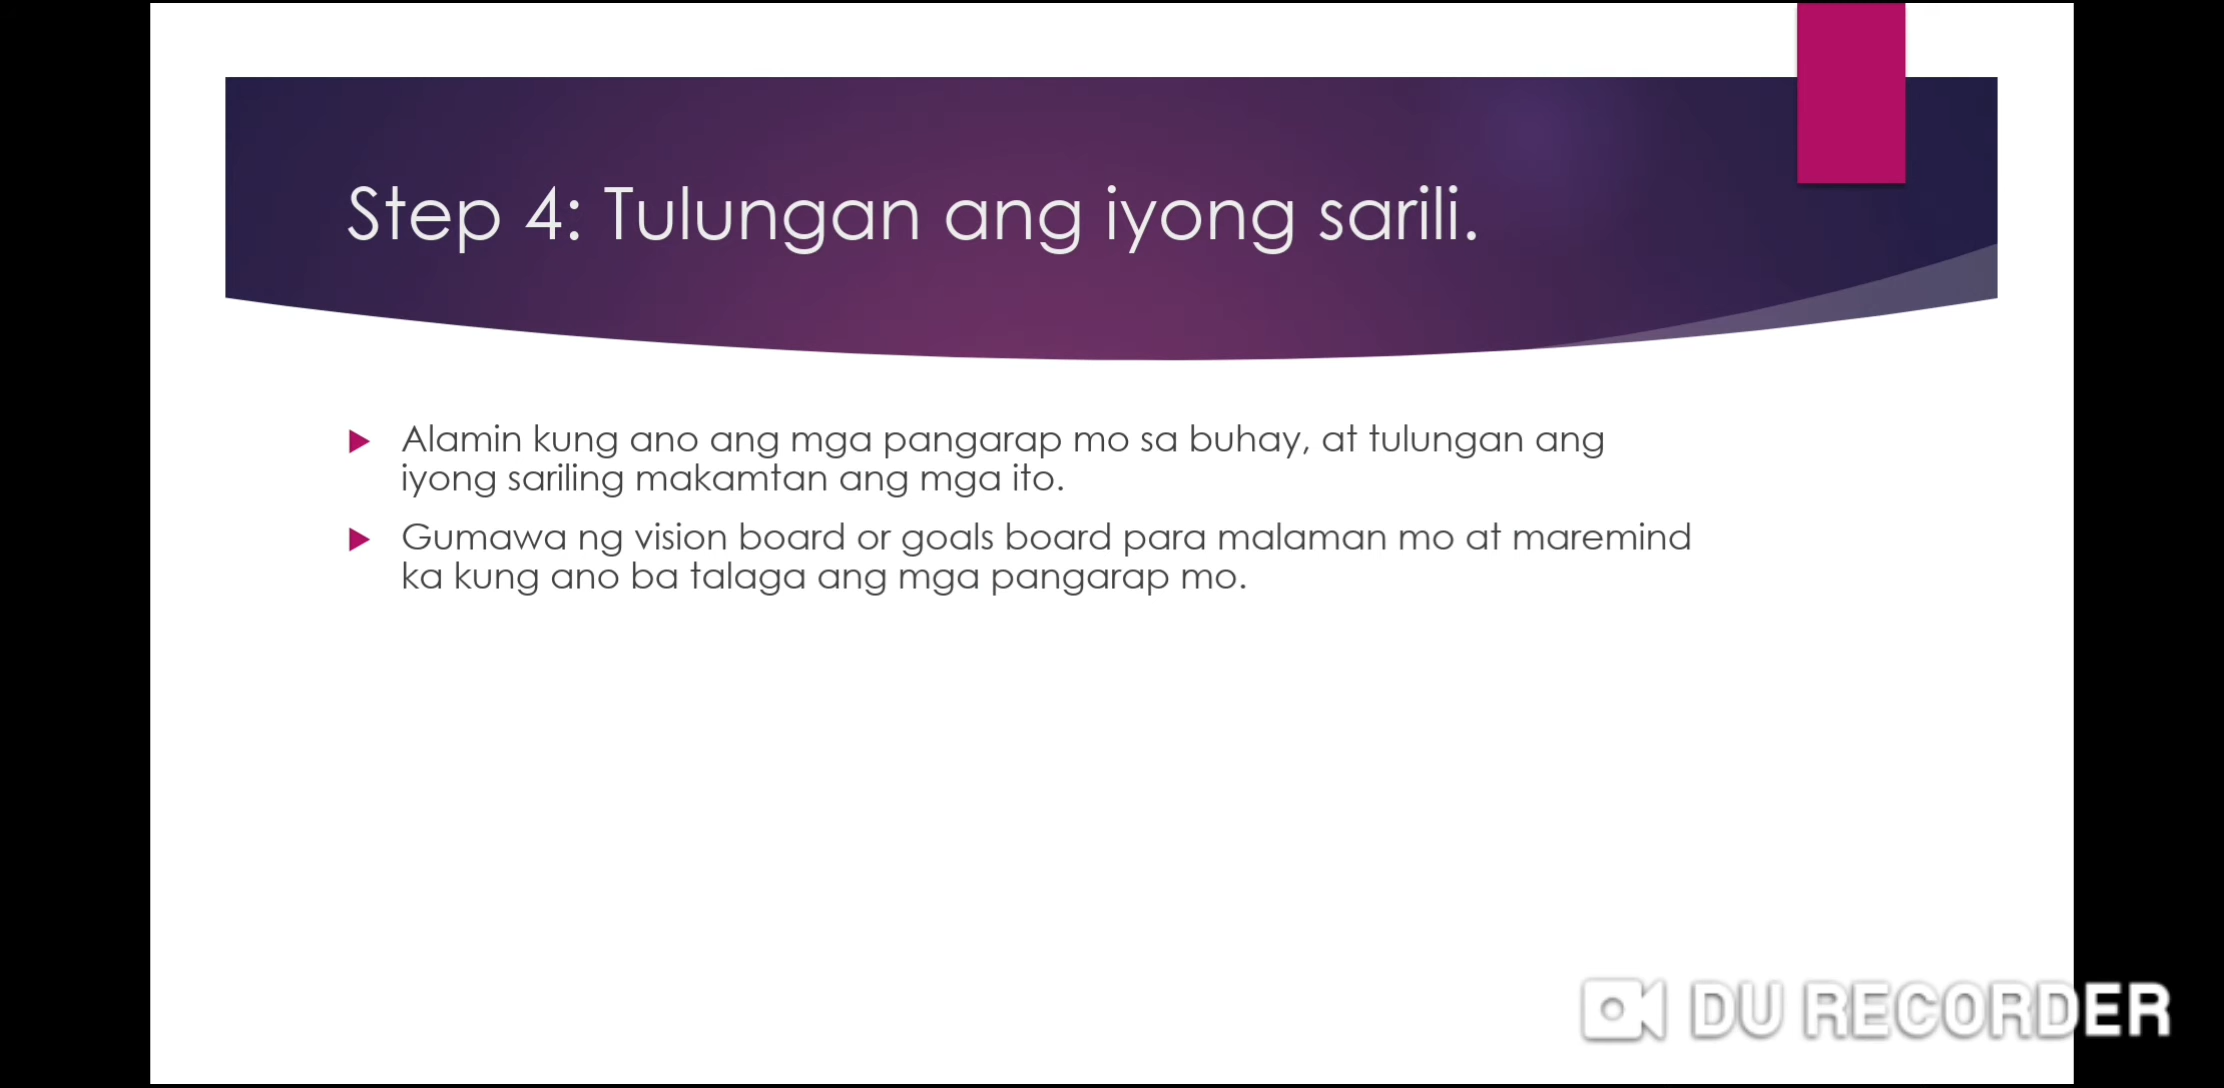 Step 4: Tulungan ang iyong sarili.
Alamin kung ano ang mga pangarap mo sa buhay, at tulungan ang
iyong sariling makamtan ang mga ito.
Gumawa ng vision board or goals board para malaman mo at maremind
ka kung ano ba talaga ang mga pangarap mo.
DU RECORDER